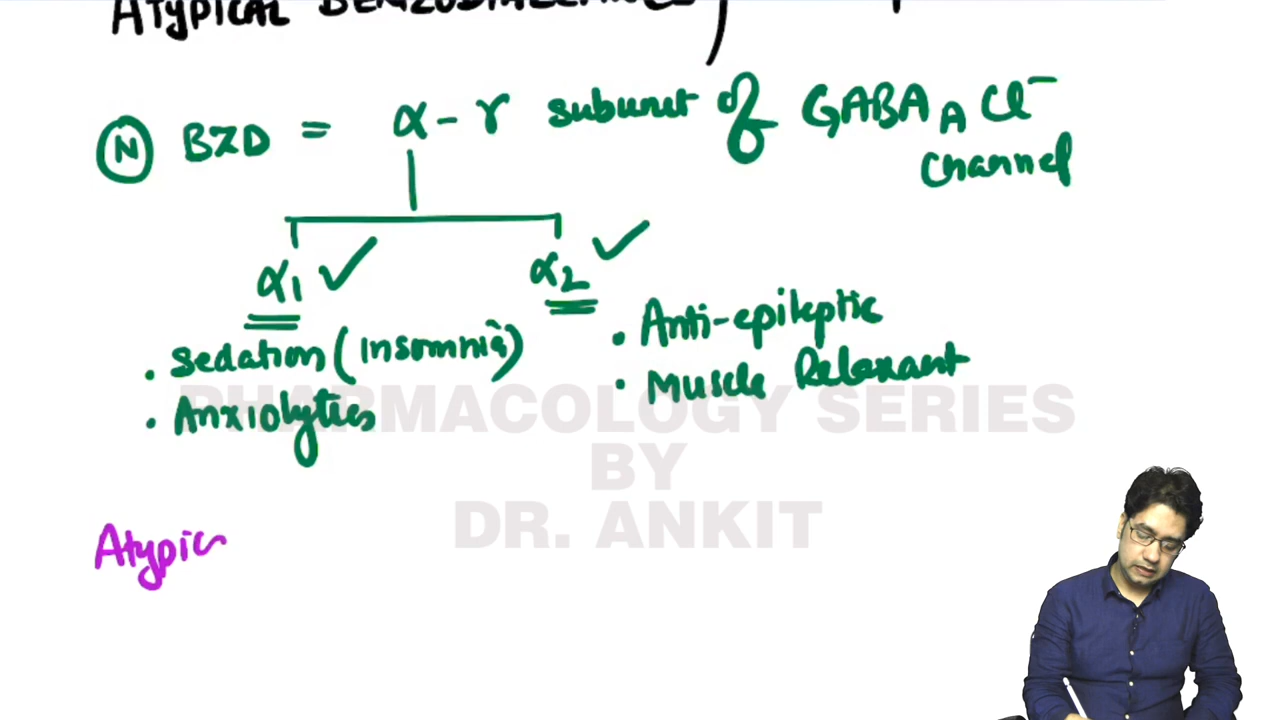 ATYPICAL
(N) BZD = α - γ subunit of GABA A Cl⁻
channel
α1 ✓ α2 ✓
• Sedation (Insomnia) • Anti-epileptic
• Anxiolytics • Muscle Relaxant
PHARMACOLOGY SERIES
BY
DR. ANKIT
Atypic